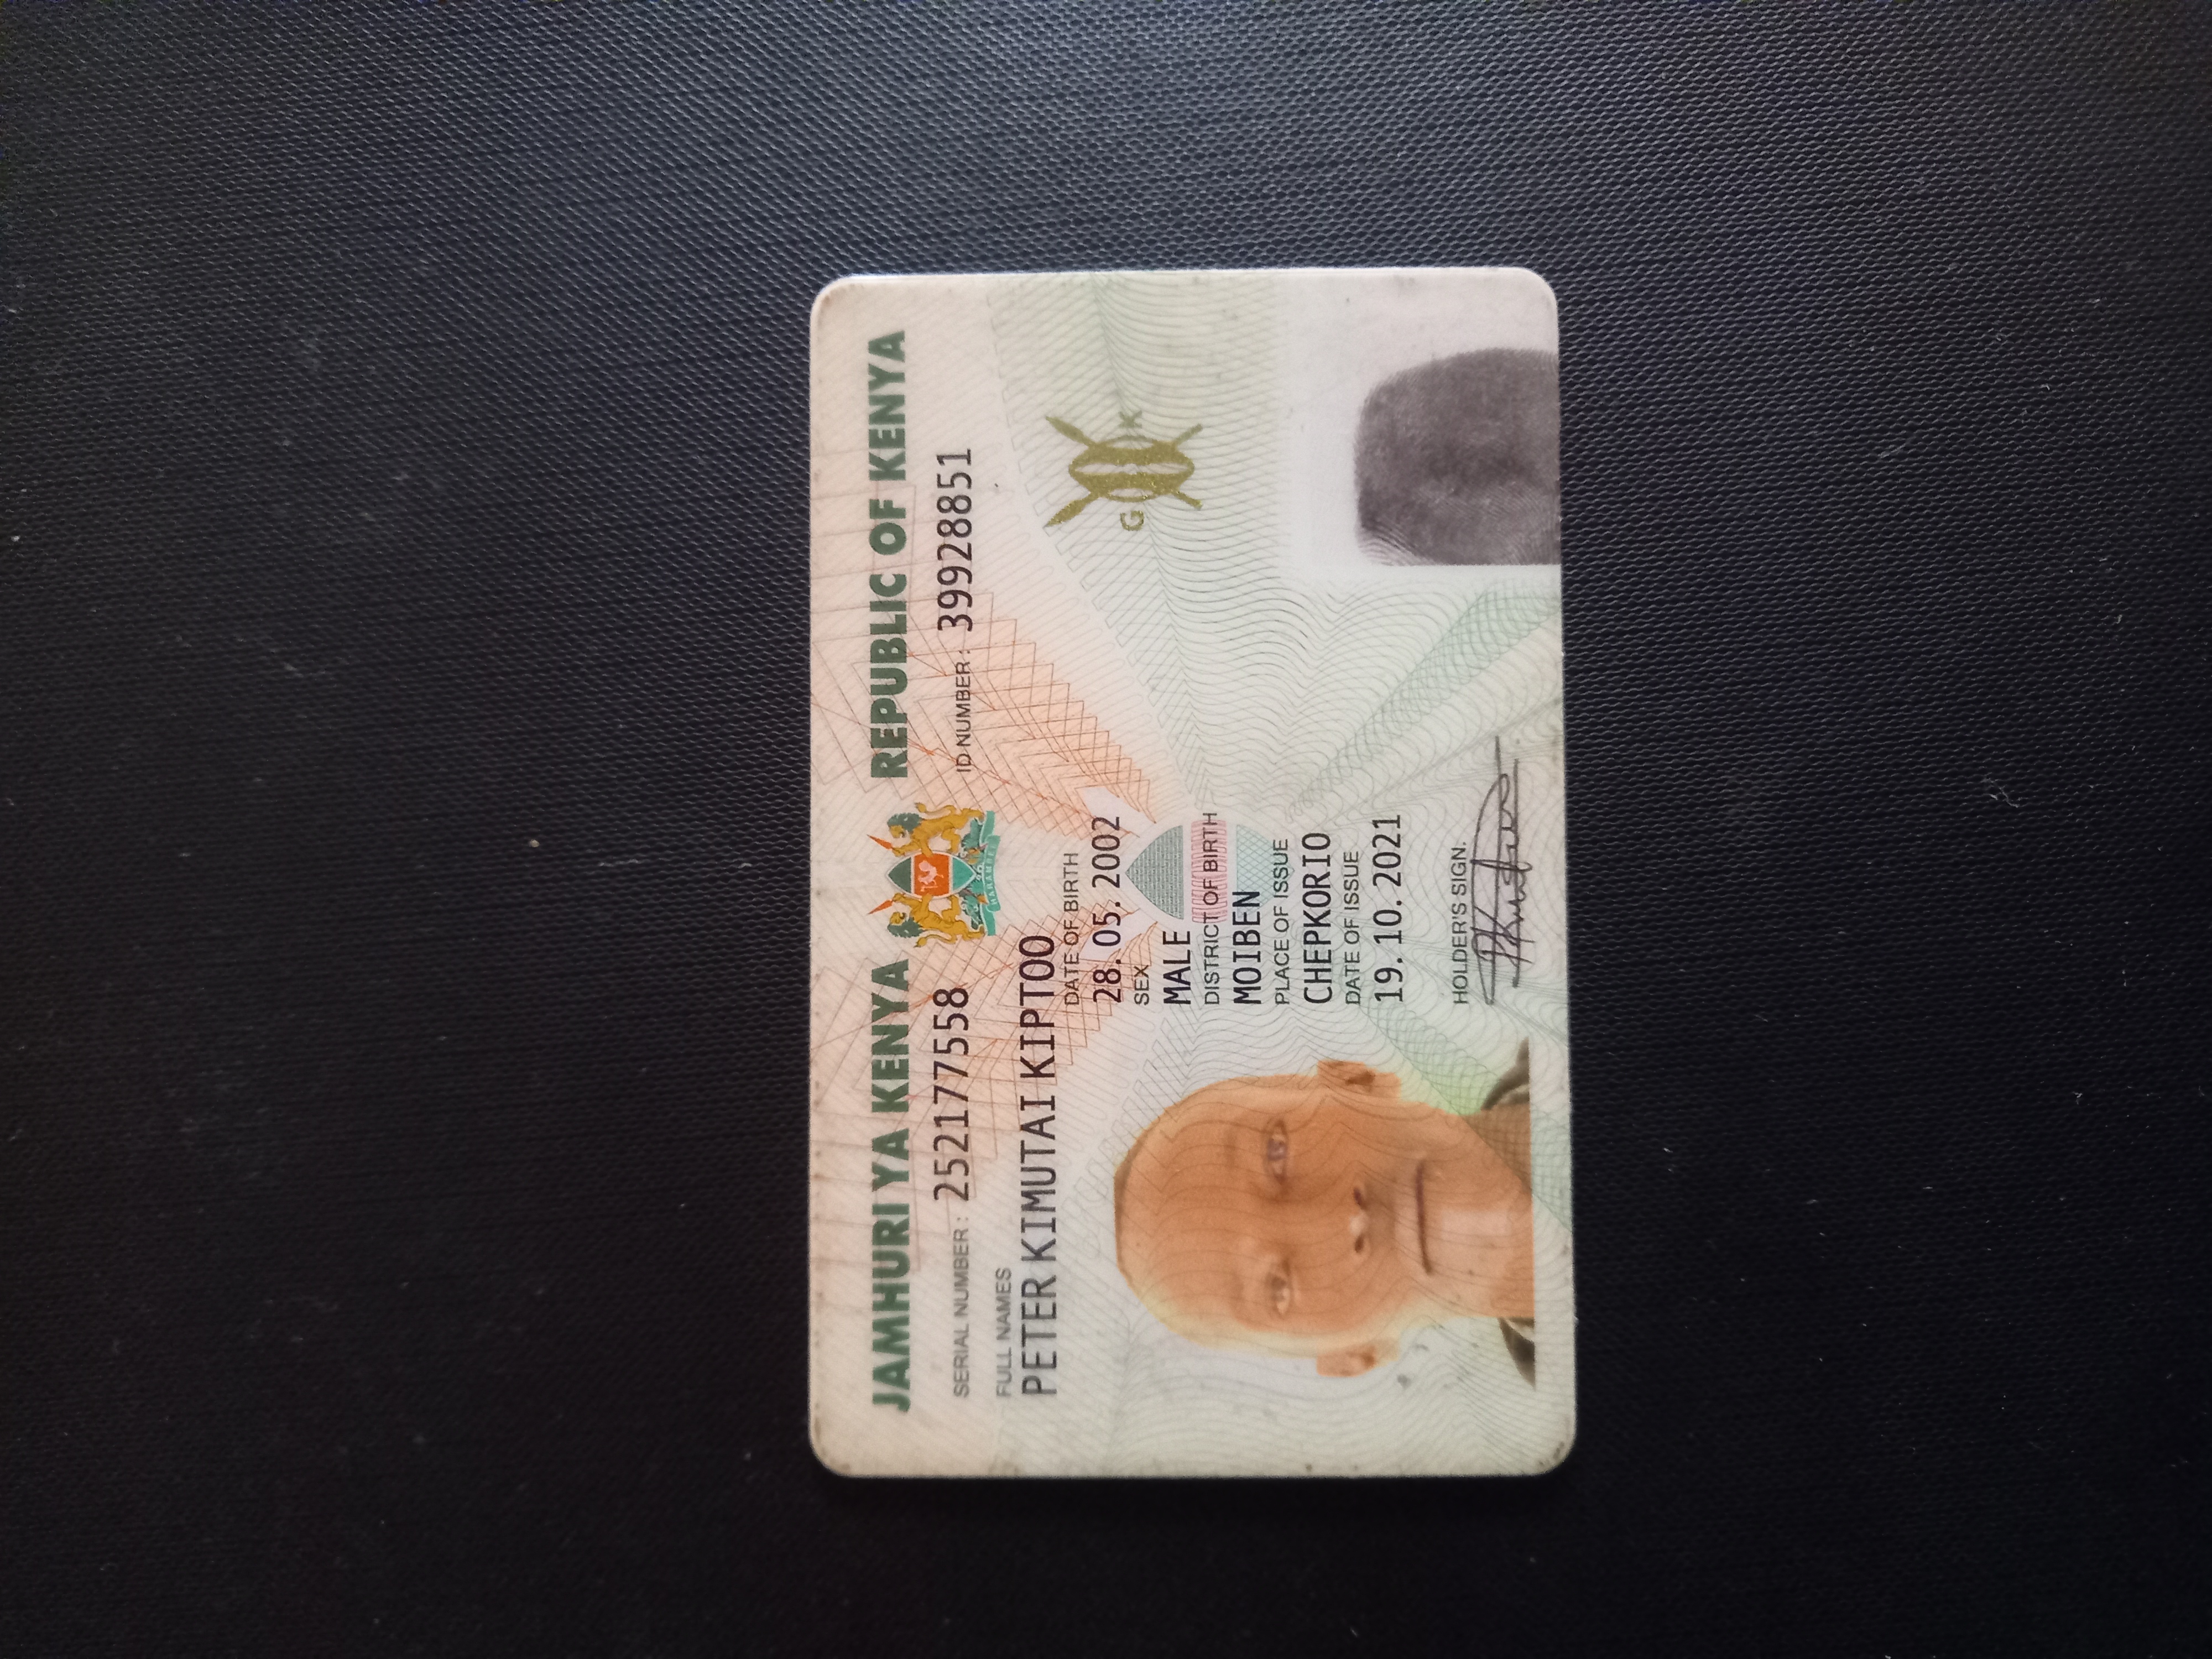 JAMHURI YA KENYA REPUBLIC OF KENYA
SERIAL NUMBER: 252177558 ID NUMBER: 39928851
HARAMBEE
FULL NAMES
PETER KIMUTAI KIPTOO
DATE OF BIRTH
28. 05. 2002
SEX
MALE
G K
DISTRICT OF BIRTH
MOIBEN
PLACE OF ISSUE
CHEPKORIO
DATE OF ISSUE
19. 10. 2021
HOLDER'S SIGN.